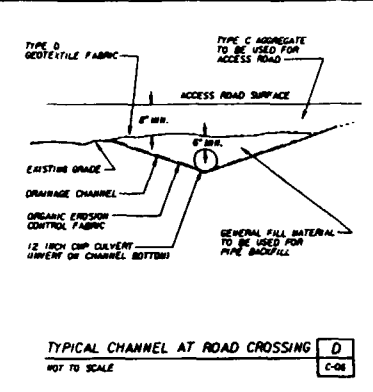 TYPE D
GEOTEXTILE FABRIC
TYPE C AGGREGATE
TO BE USED FOR
ACCESS ROAD
ACCESS ROAD SURFACE
6" MIN.
6" MIN.
EXISTING GRADE
DRAINAGE CHANNEL
ORGANIC EROSION
CONTROL FABRIC
12 INCH CMP CULVERT
(INVERT ON CHANNEL BOTTOM)
GENERAL FILL MATERIAL
TO BE USED FOR
PIPE BACKFILL
TYPICAL CHANNEL AT ROAD CROSSING
NOT TO SCALE
D
C-06